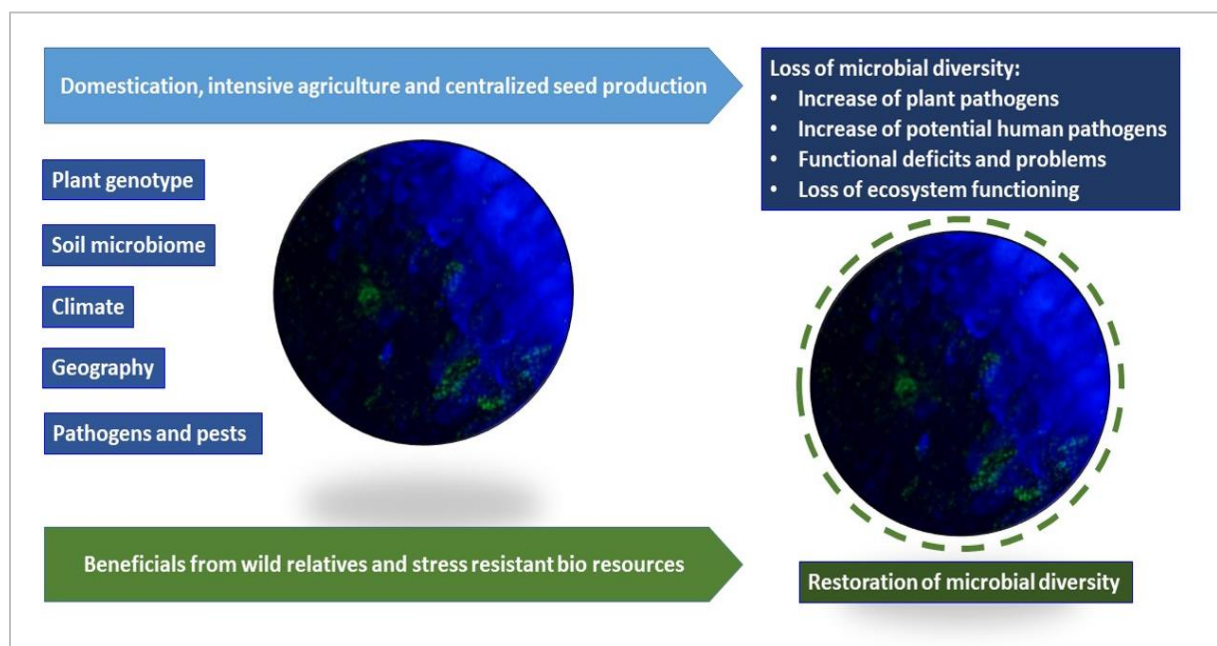 Domestication, intensive agriculture and centralized seed production
Loss of microbial diversity:
• Increase of plant pathogens
• Increase of potential human pathogens
• Functional deficits and problems
• Loss of ecosystem functioning
Plant genotype
Soil microbiome
Climate
Geography
Pathogens and pests
Beneficials from wild relatives and stress resistant bio resources
Restoration of microbial diversity